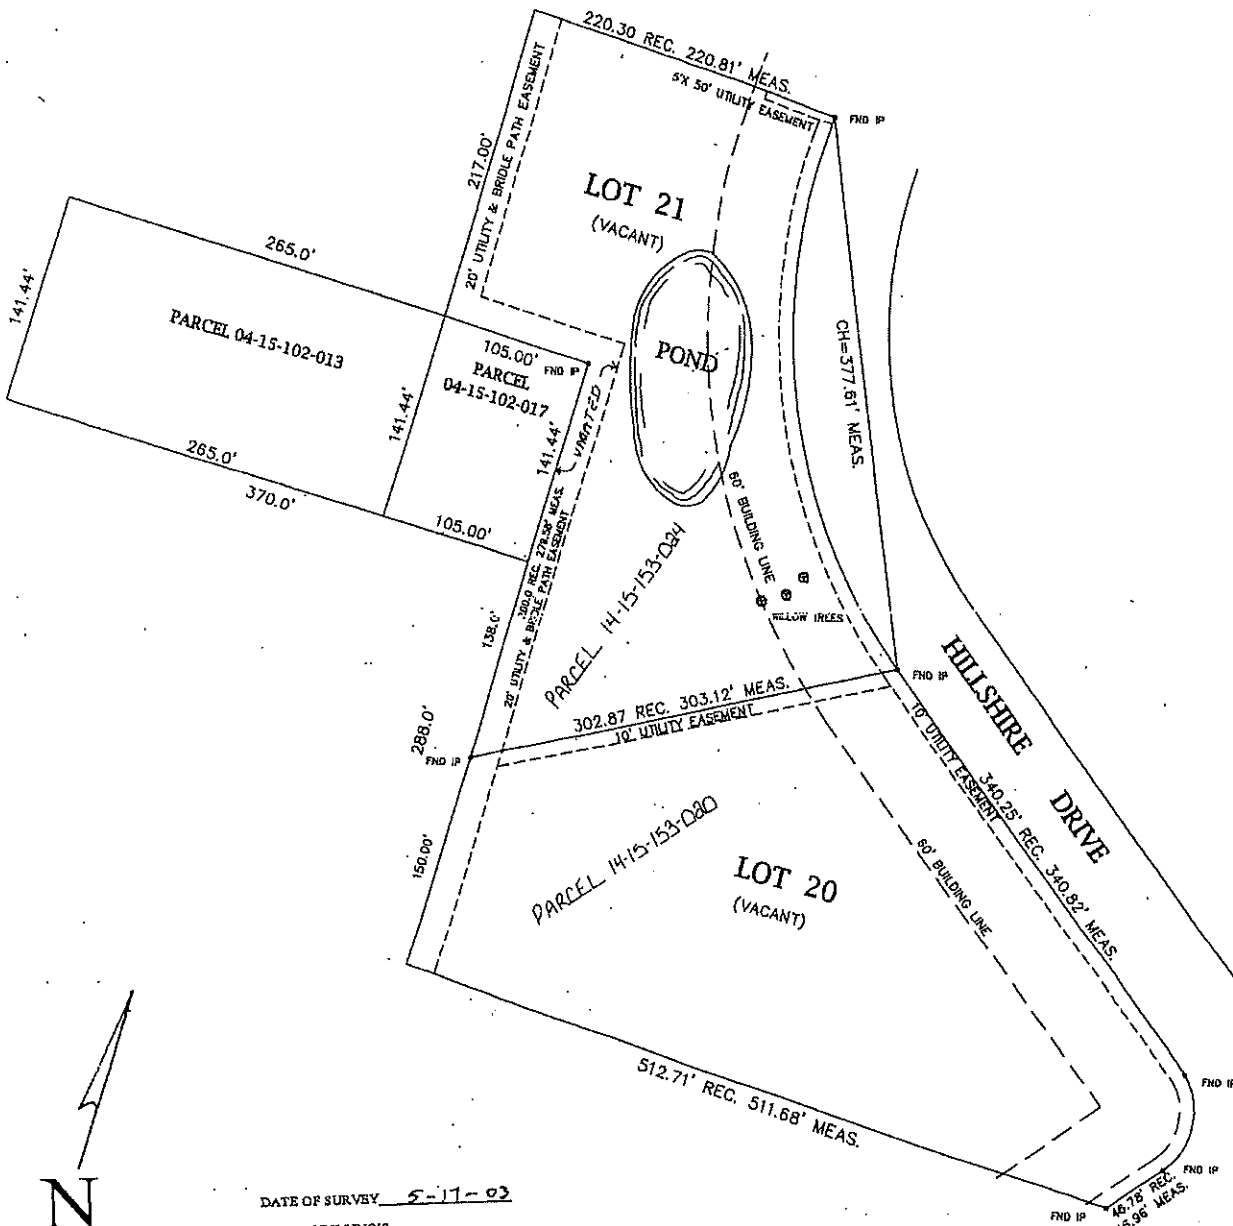 220.30 REC. 220.81' MEAS.
5'X 50' UTILITY EASEMENT
FND IP
20' UTILITY & BRIDLE PATH EASEMENT
217.00'
LOT 21
(VACANT)
265.0'
141.44'
PARCEL 04-15-102-013
105.00'
FND IP
PARCEL
04-15-102-017
POND
CH=377.61' MEAS.
141.44'
141.44'
VACATED
265.0'
370.0'
105.00'
300.0 REC. 279.58' MEAS.
20' UTILITY & BRIDLE PATH EASEMENT
138.0'
PARCEL 14-15-153-024
60' BUILDING LINE
WILLOW TREES
HILLSHIRE DRIVE
FND IP
302.87 REC. 303.12' MEAS.
10' UTILITY EASEMENT
288.0'
FND IP
10' UTILITY EASEMENT
340.25' REC. 340.82' MEAS.
PARCEL 14-15-153-020
150.00'
LOT 20
(VACANT)
60' BUILDING LINE
512.71' REC. 511.68' MEAS.
FND IP
FND IP
46.78' REC.
FND IP
N
DATE OF SURVEY 5-17-03